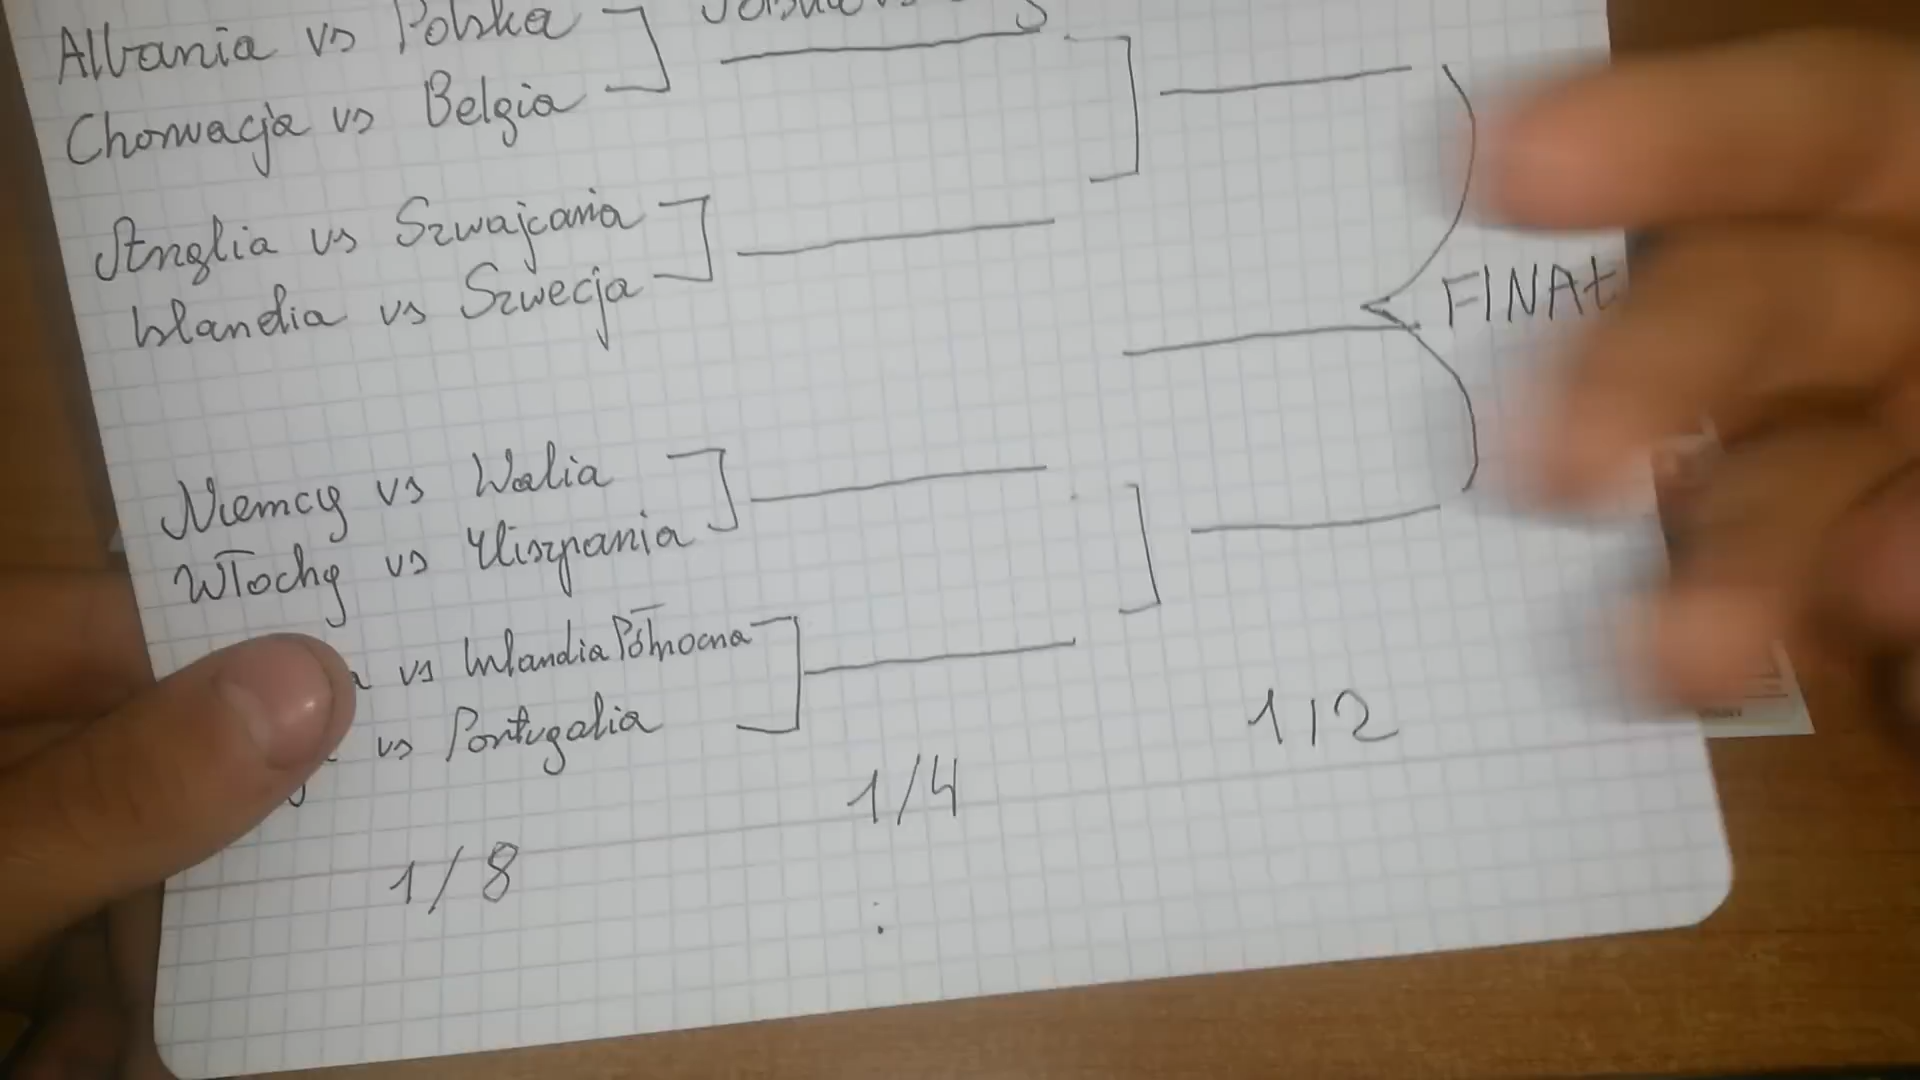 Albania vs Polska
Chorwacja vs Belgia
Anglia vs Szwajcaria
Islandia vs Szwecja
FINAŁ
Niemcy vs Walia
Włochy vs Hiszpania
vs Irlandia Północna
vs Portugalia
1/2
1/4
1/8